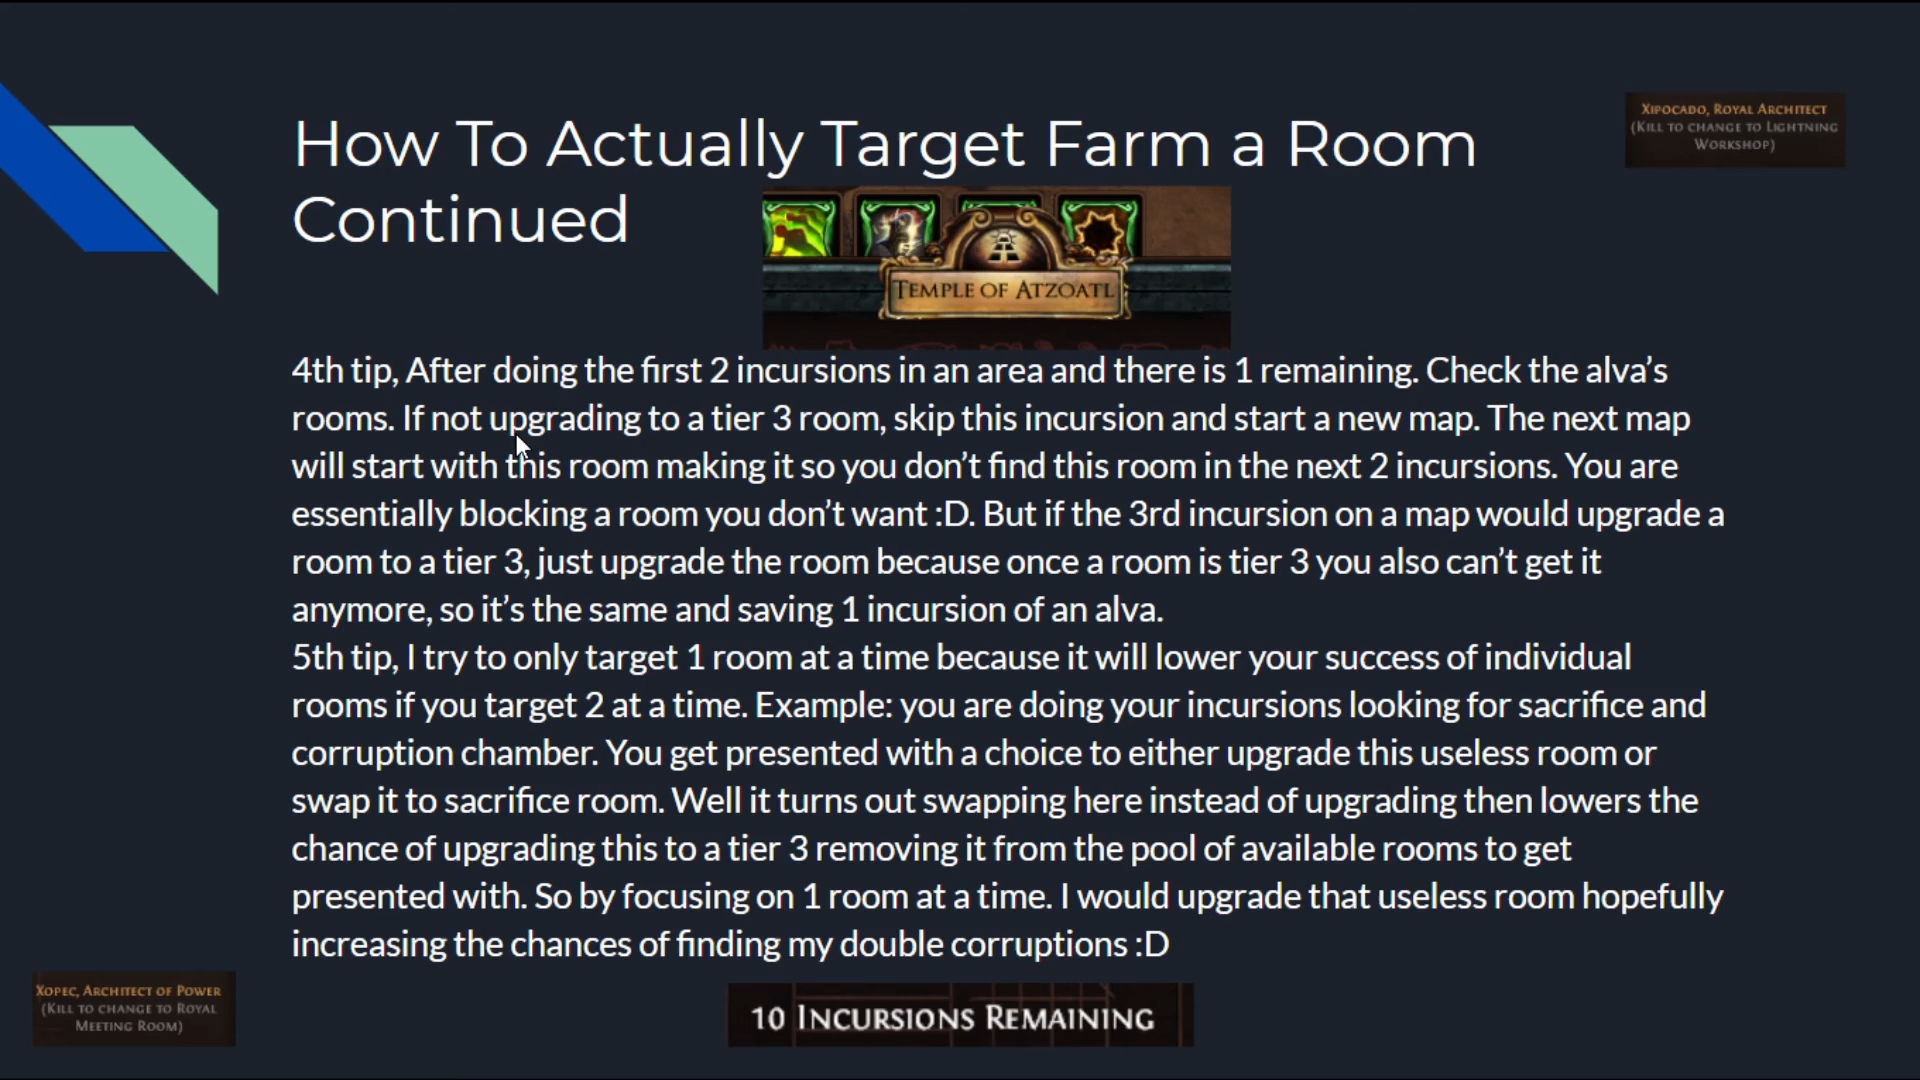 How To Actually Target Farm a Room
Continued
XIPOCADO, ROYAL ARCHITECT
(KILL TO CHANGE TO LIGHTNING
WORKSHOP)
TEMPLE OF ATZOATL
4th tip, After doing the first 2 incursions in an area and there is 1 remaining. Check the alva's
rooms. If not upgrading to a tier 3 room, skip this incursion and start a new map. The next map
will start with this room making it so you don't find this room in the next 2 incursions. You are
essentially blocking a room you don't want :D. But if the 3rd incursion on a map would upgrade a
room to a tier 3, just upgrade the room because once a room is tier 3 you also can't get it
anymore, so it's the same and saving 1 incursion of an alva.
5th tip, I try to only target 1 room at a time because it will lower your success of individual
rooms if you target 2 at a time. Example: you are doing your incursions looking for sacrifice and
corruption chamber. You get presented with a choice to either upgrade this useless room or
swap it to sacrifice room. Well it turns out swapping here instead of upgrading then lowers the
chance of upgrading this to a tier 3 removing it from the pool of available rooms to get
presented with. So by focusing on 1 room at a time. I would upgrade that useless room hopefully
increasing the chances of finding my double corruptions :D
XOPEC, ARCHITECT OF POWER
(KILL TO CHANGE TO ROYAL
MEETING ROOM)
10 INCURSIONS REMAINING